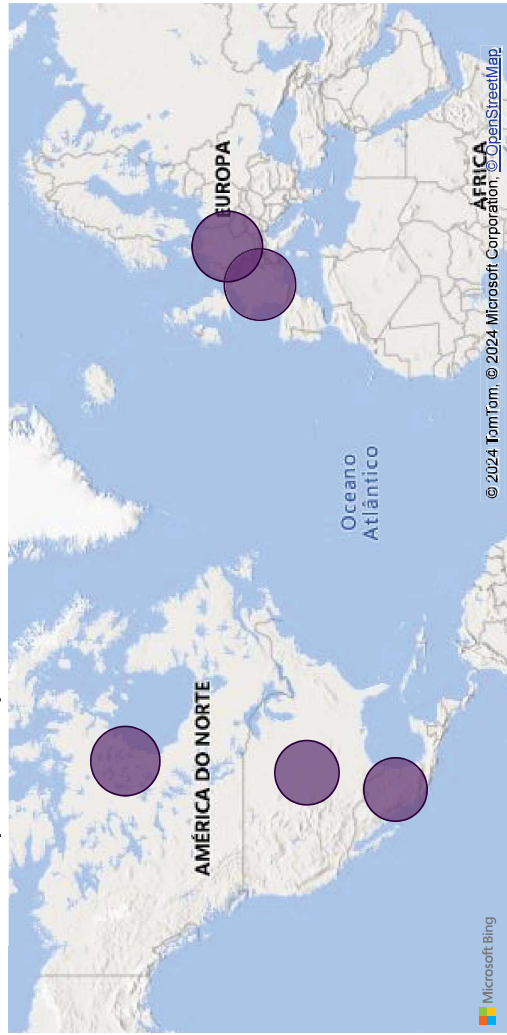 EUROPA
AMÉRICA DO NORTE
Oceano
Atlântico
ÁFRICA
Microsoft Bing
© 2024 TomTom, © 2024 Microsoft Corporation, © OpenStreetMap